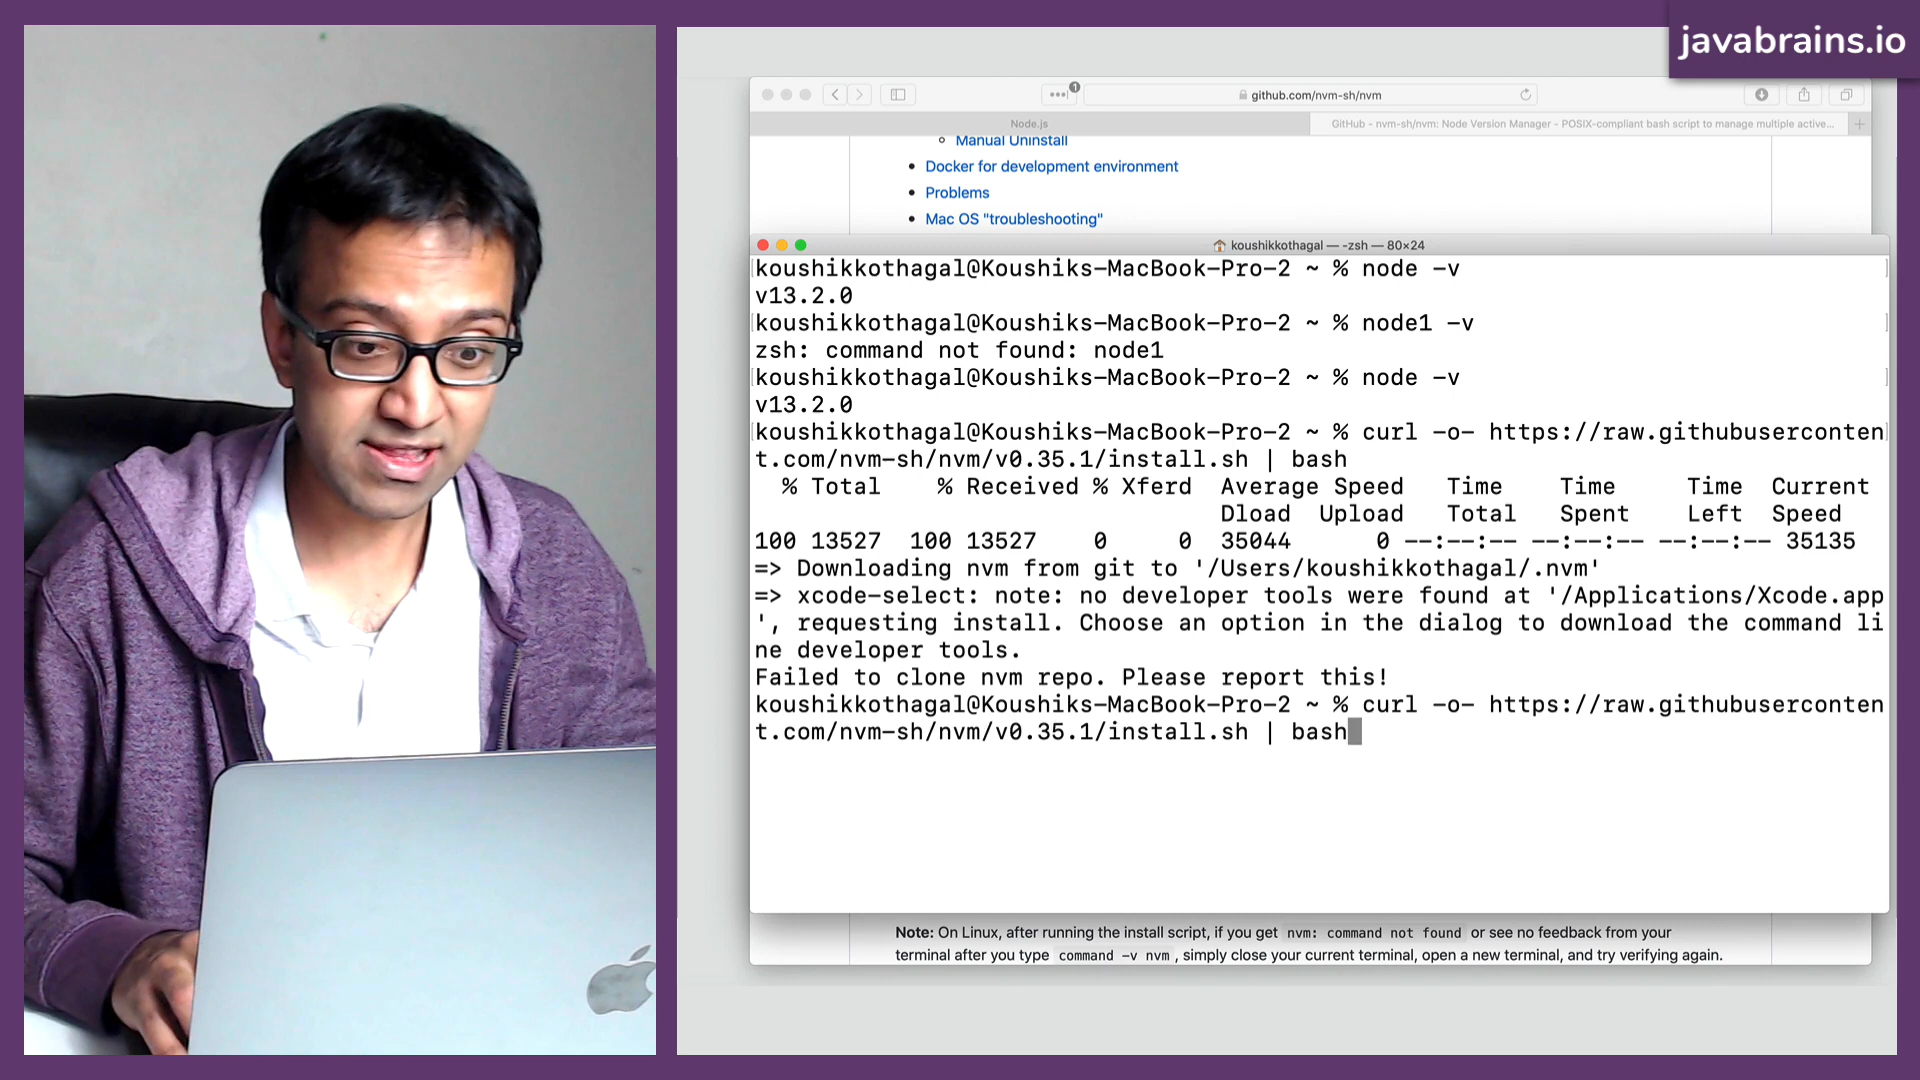 javabrains.io
1
github.com/nvm-sh/nvm
Node.js
GitHub - nvm-sh/nvm: Node Version Manager - POSIX-compliant bash script to manage multiple active...
Manual Uninstall
Docker for development environment
Problems
Mac OS "troubleshooting"
koushikkothagal — -zsh — 80×24
koushikkothagal@Koushiks-MacBook-Pro-2 ~ % node -v
v13.2.0
koushikkothagal@Koushiks-MacBook-Pro-2 ~ % node1 -v
zsh: command not found: node1
koushikkothagal@Koushiks-MacBook-Pro-2 ~ % node -v
v13.2.0
koushikkothagal@Koushiks-MacBook-Pro-2 ~ % curl -o- https://raw.githubuserconten
t.com/nvm-sh/nvm/v0.35.1/install.sh | bash
% Total % Received % Xferd Average Speed Time Time Time Current
Dload Upload Total Spent Left Speed
100 13527 100 13527 0 0 35044 0 --:--:-- --:--:-- --:--:-- 35135
=> Downloading nvm from git to '/Users/koushikkothagal/.nvm'
=> xcode-select: note: no developer tools were found at '/Applications/Xcode.app
', requesting install. Choose an option in the dialog to download the command li
ne developer tools.
Failed to clone nvm repo. Please report this!
koushikkothagal@Koushiks-MacBook-Pro-2 ~ % curl -o- https://raw.githubuserconten
t.com/nvm-sh/nvm/v0.35.1/install.sh | bash
Note: On Linux, after running the install script, if you get nvm: command not found or see no feedback from your
terminal after you type command -v nvm , simply close your current terminal, open a new terminal, and try verifying again.